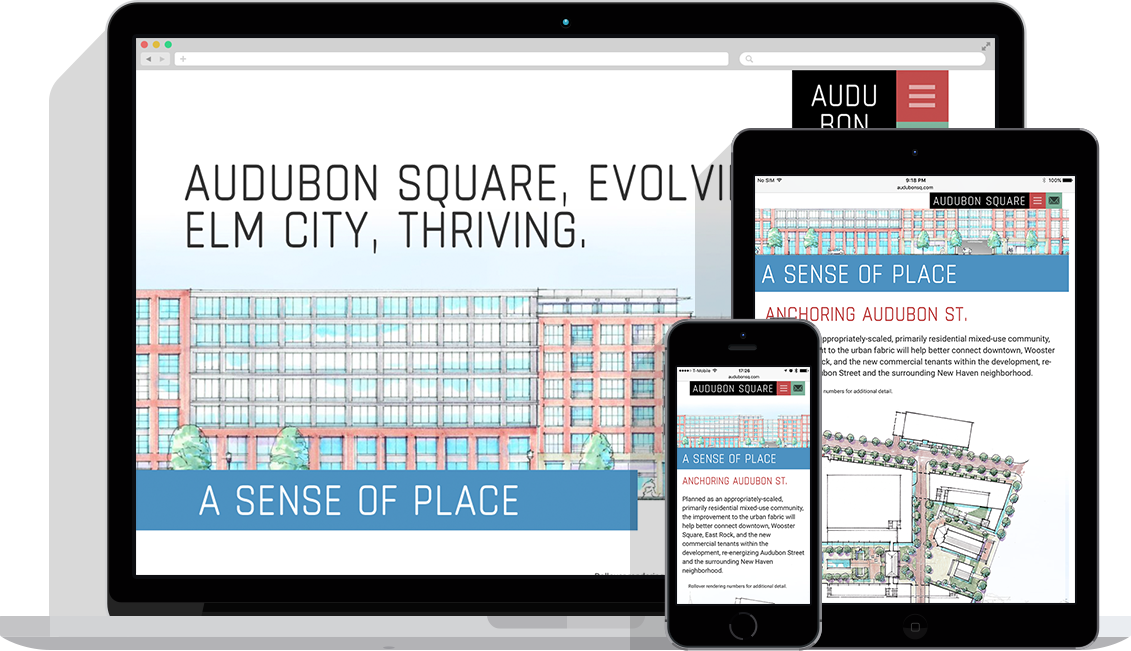 AUDU
BON
AUDUBON SQUARE, EVOLVI
ELM CITY, THRIVING.
A SENSE OF PLACE
No SIM
9:18 PM
100%
audubonsq.com
AUDUBON SQUARE
A SENSE OF PLACE
ANCHORING AUDUBON ST.
appropriately-scaled, primarily residential mixed-use community,
to the urban fabric will help better connect downtown, Wooster
and the new commercial tenants within the development, re-
Street and the surrounding New Haven neighborhood.
numbers for additional detail.
T-Mobile
17:26
audubonsq.com
AUDUBON SQUARE
A SENSE OF PLACE
ANCHORING AUDUBON ST.
Planned as an appropriately-scaled,
primarily residential mixed-use community,
the improvement to the urban fabric will
help better connect downtown, Wooster
Square, East Rock, and the new
commercial tenants within the
development, re-energizing Audubon Street
and the surrounding New Haven
neighborhood.
Rollover rendering numbers for additional detail.